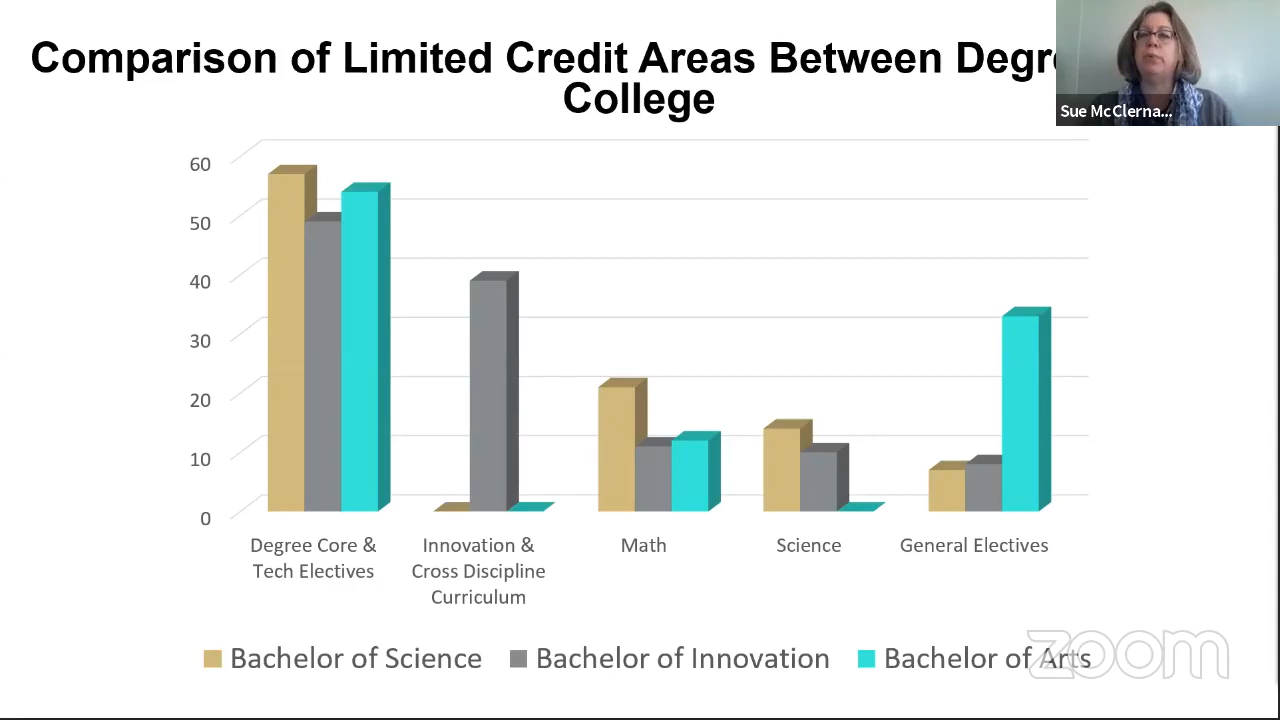 Comparison of Limited Credit Areas Between
College
Sue McClerna...
60
50
40
30
20
10
0
Degree Core &
Tech Electives
Innovation &
Cross Discipline
Curriculum
Math
Science
General Electives
Bachelor of Science
Bachelor of Innovation
Bachelor of Arts
zoom